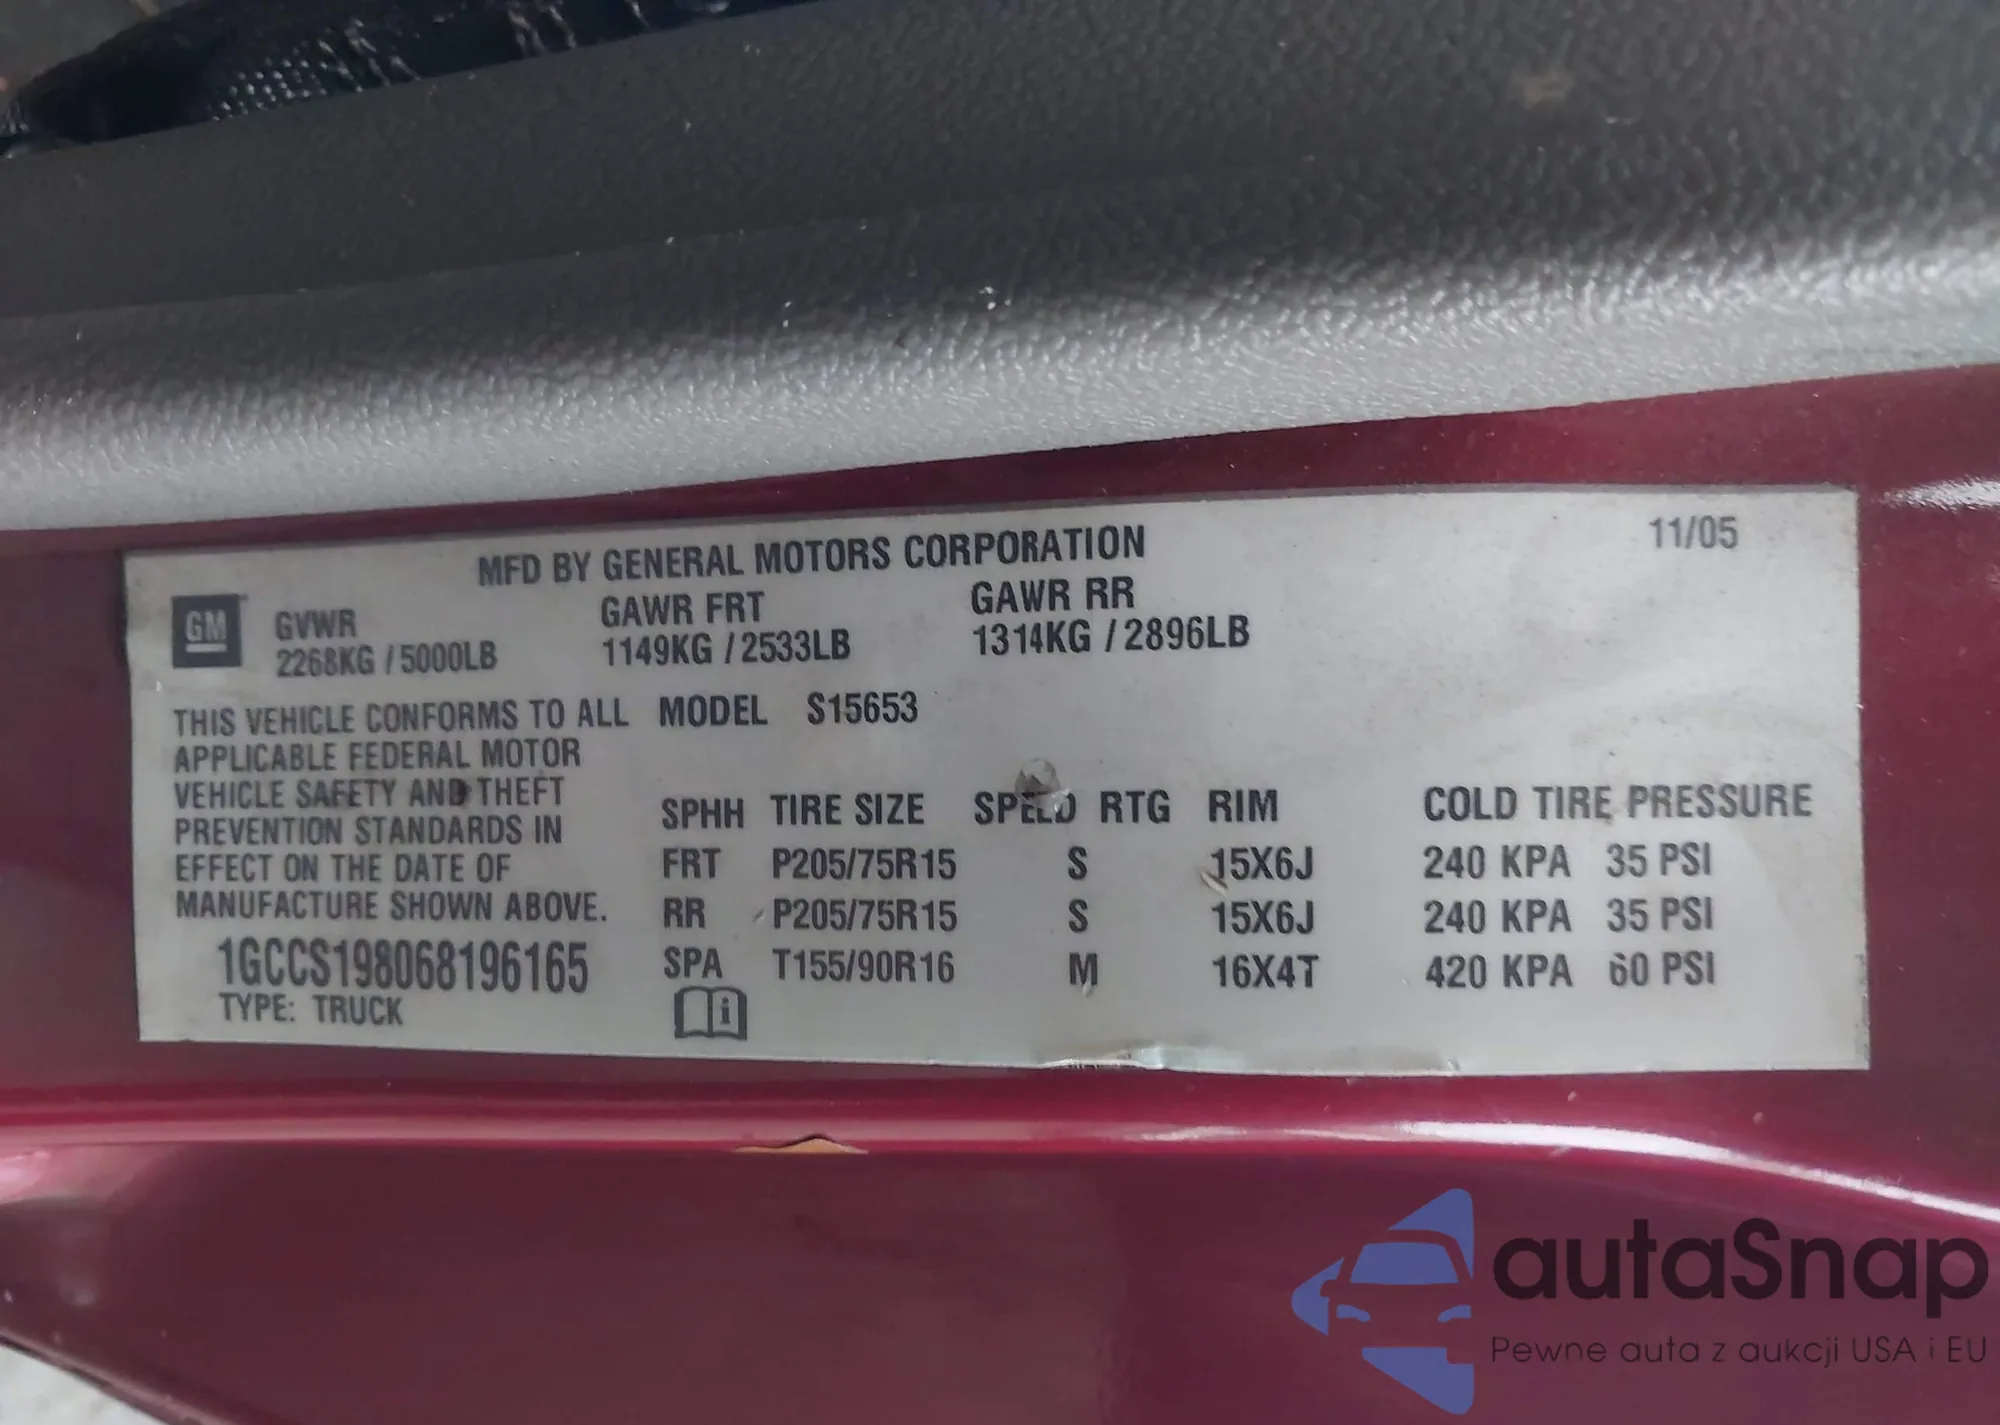 MFD BY GENERAL MOTORS CORPORATION 11/05
GM GVWR GAWR FRT GAWR RR
2268KG / 5000LB 1149KG / 2533LB 1314KG / 2896LB
THIS VEHICLE CONFORMS TO ALL MODEL S15653
APPLICABLE FEDERAL MOTOR
VEHICLE SAFETY AND THEFT
PREVENTION STANDARDS IN
EFFECT ON THE DATE OF
MANUFACTURE SHOWN ABOVE.
1GCCS198068196165
TYPE: TRUCK
SPHH TIRE SIZE SPEED RTG RIM COLD TIRE PRESSURE
FRT P205/75R15 S 15X6J 240 KPA 35 PSI
RR P205/75R15 S 15X6J 240 KPA 35 PSI
SPA T155/90R16 M 16X4T 420 KPA 60 PSI
i
autaSnap
Pewne auta z aukcji USA i EU